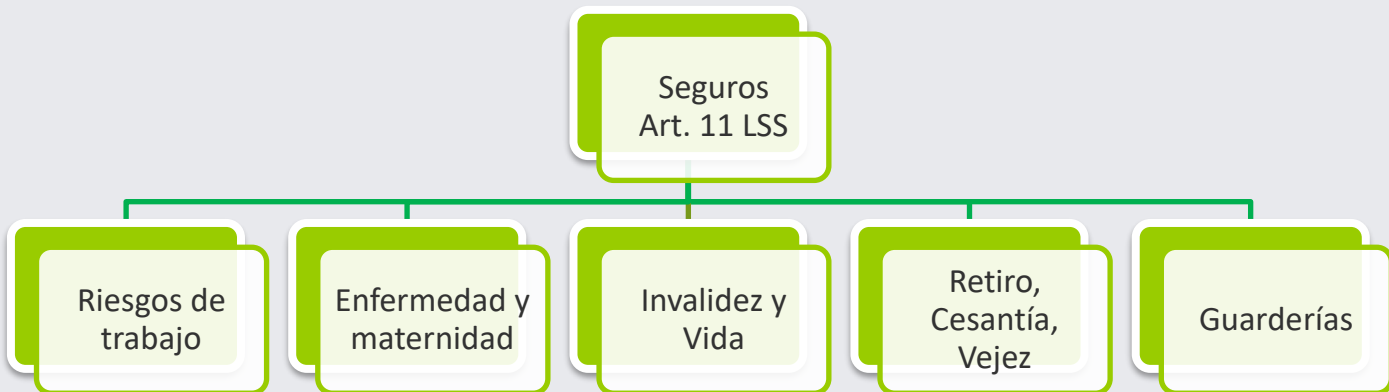 Seguros
Art. 11 LSS
Riesgos de
trabajo
Enfermedad y
maternidad
Invalidez y
Vida
Retiro,
Cesantía,
Vejez
Guarderías